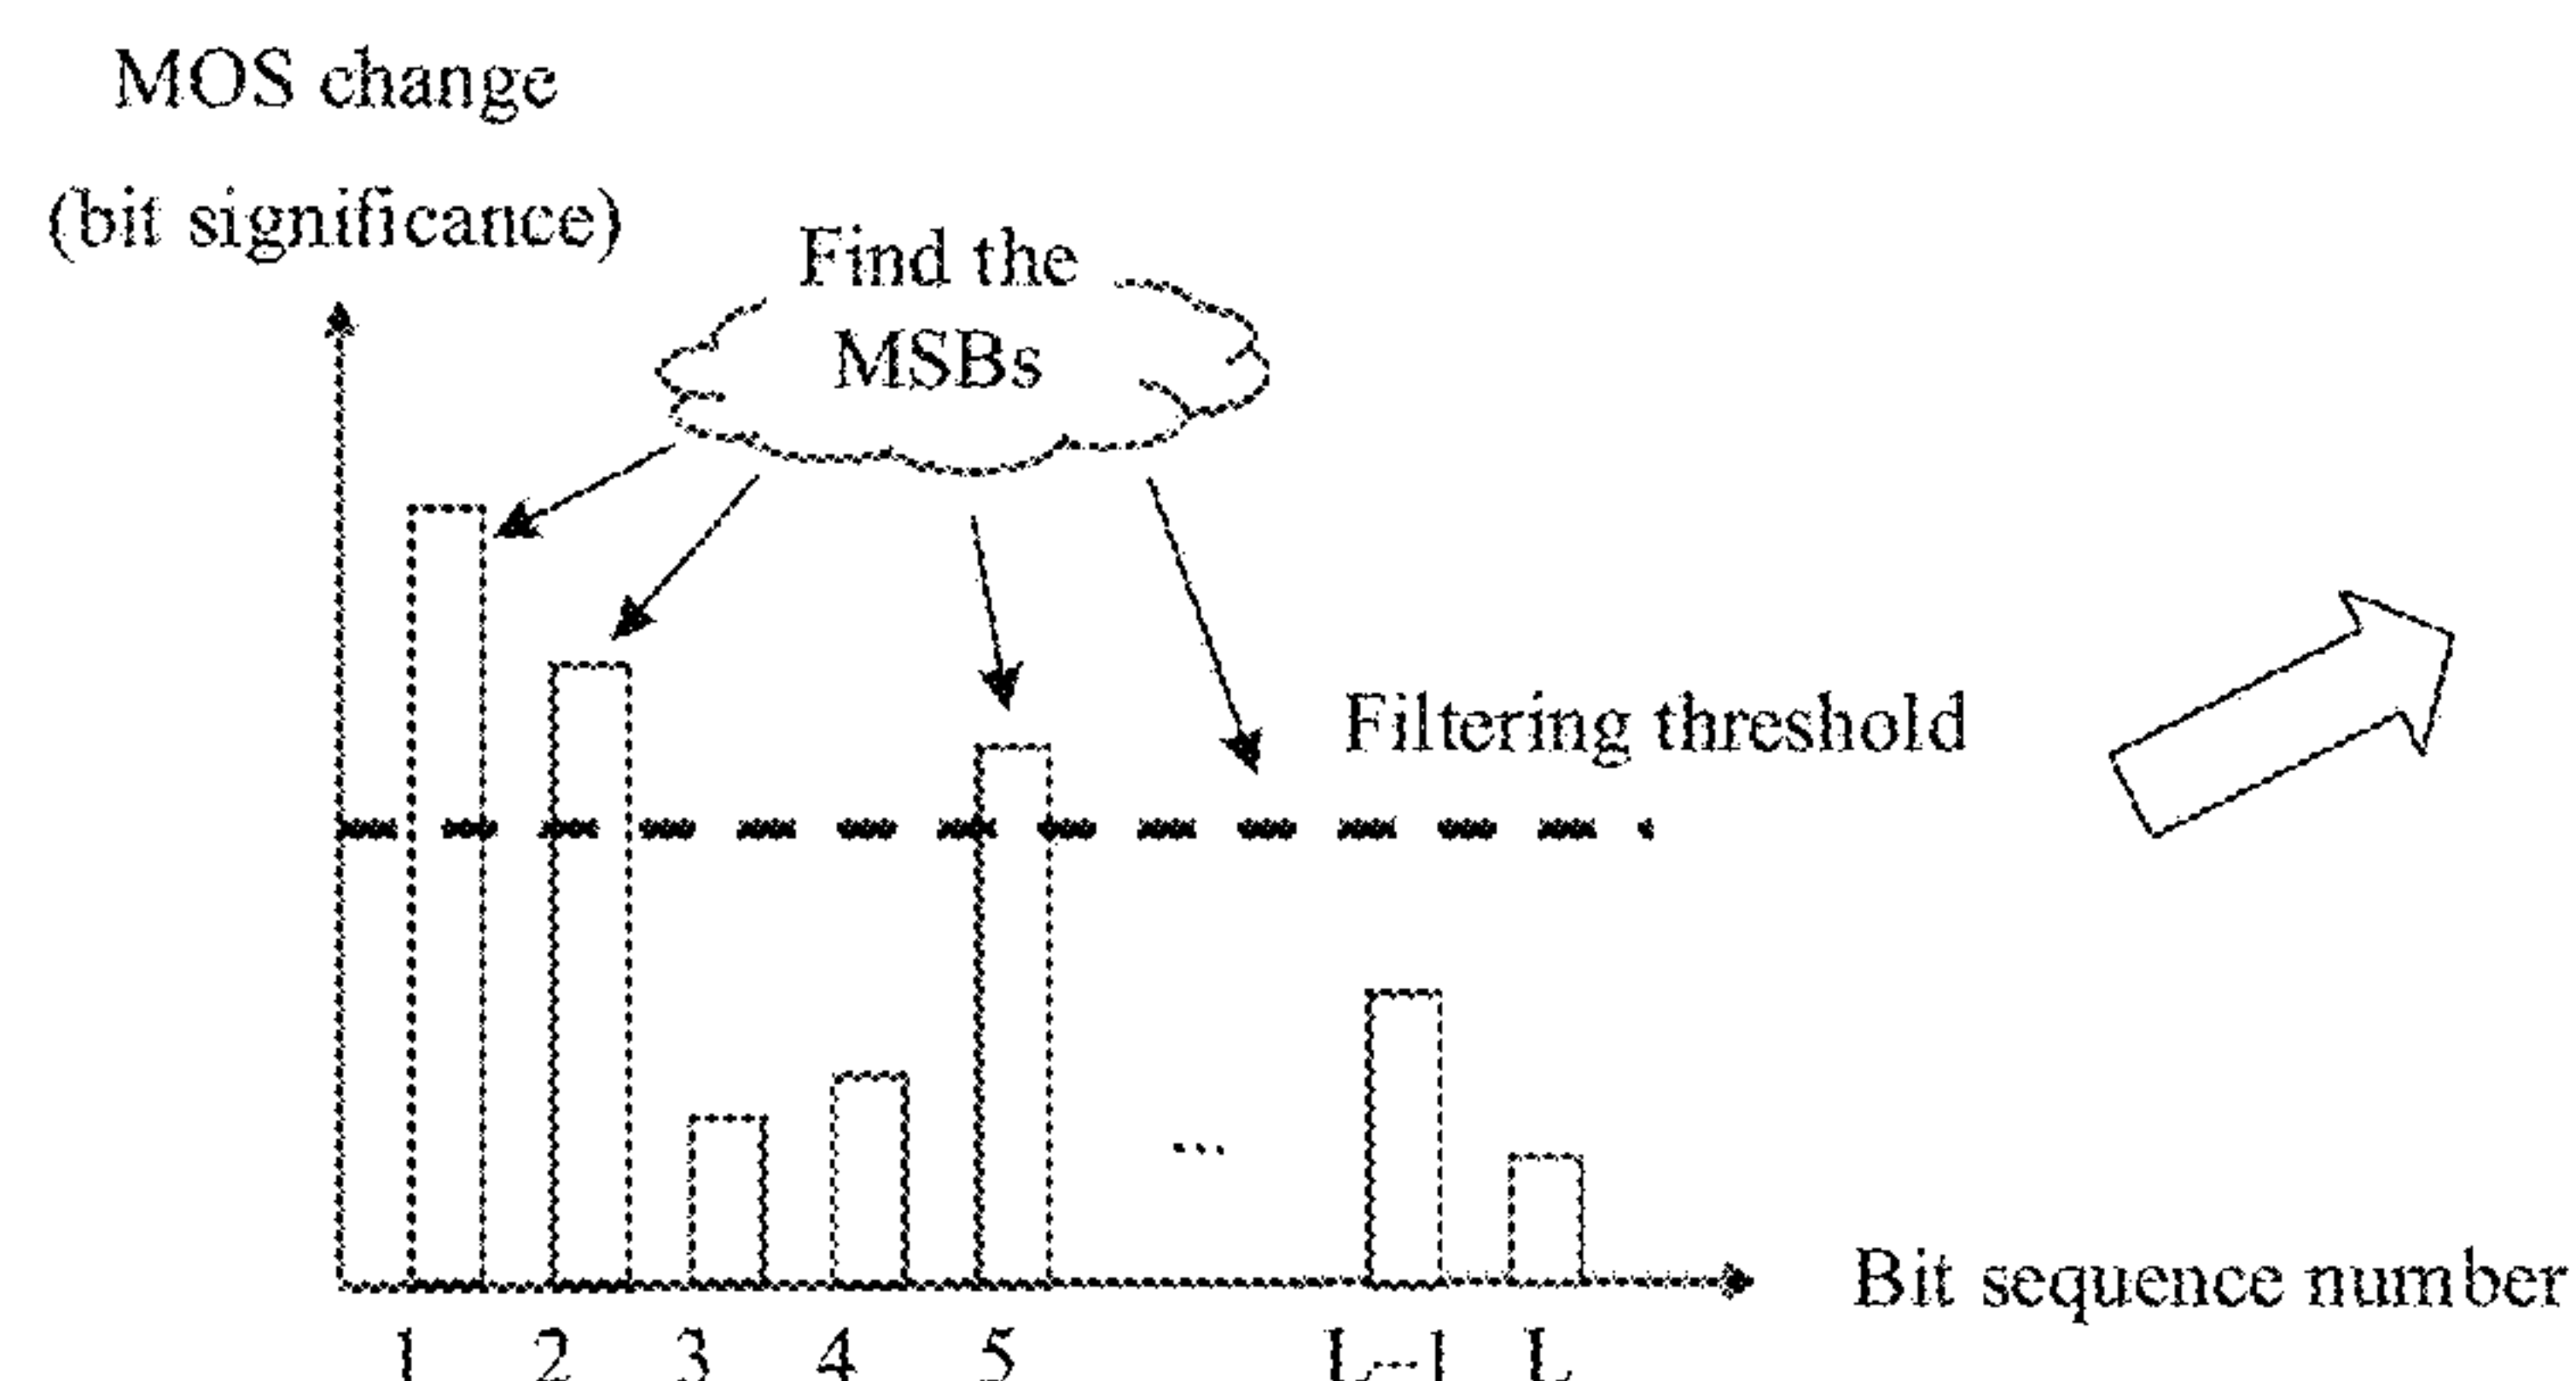 MOS change
(bit significance)
Find the
MSBs
Filtering threshold
...
Bit sequence number
1 2 3 4 5 L-1 L